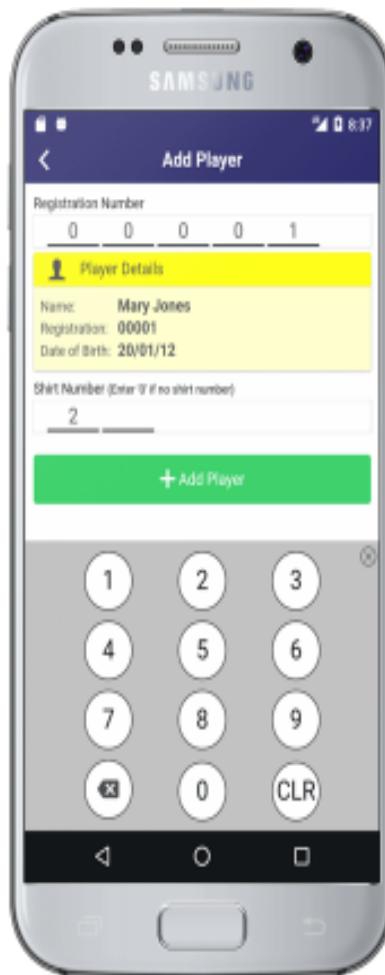 SAMSUNG
8:37
Add Player
Registration Number
0 0 0 0 1
Player Details
Name: Mary Jones
Registration: 00001
Date of Birth: 20/01/12
Shirt Number (Enter '0' if no shirt number)
2
+ Add Player
1 2 3
4 5 6
7 8 9
0 CLR